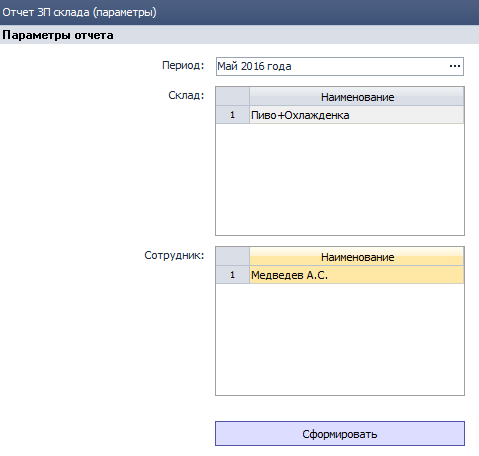 Отчет ЗП склада (параметры)
Параметры отчета
Период: Май 2016 года ...
Склад: Наименование
1 Пиво+Охлажденка
Сотрудник: Наименование
1 Медведев А.С.
Сформировать